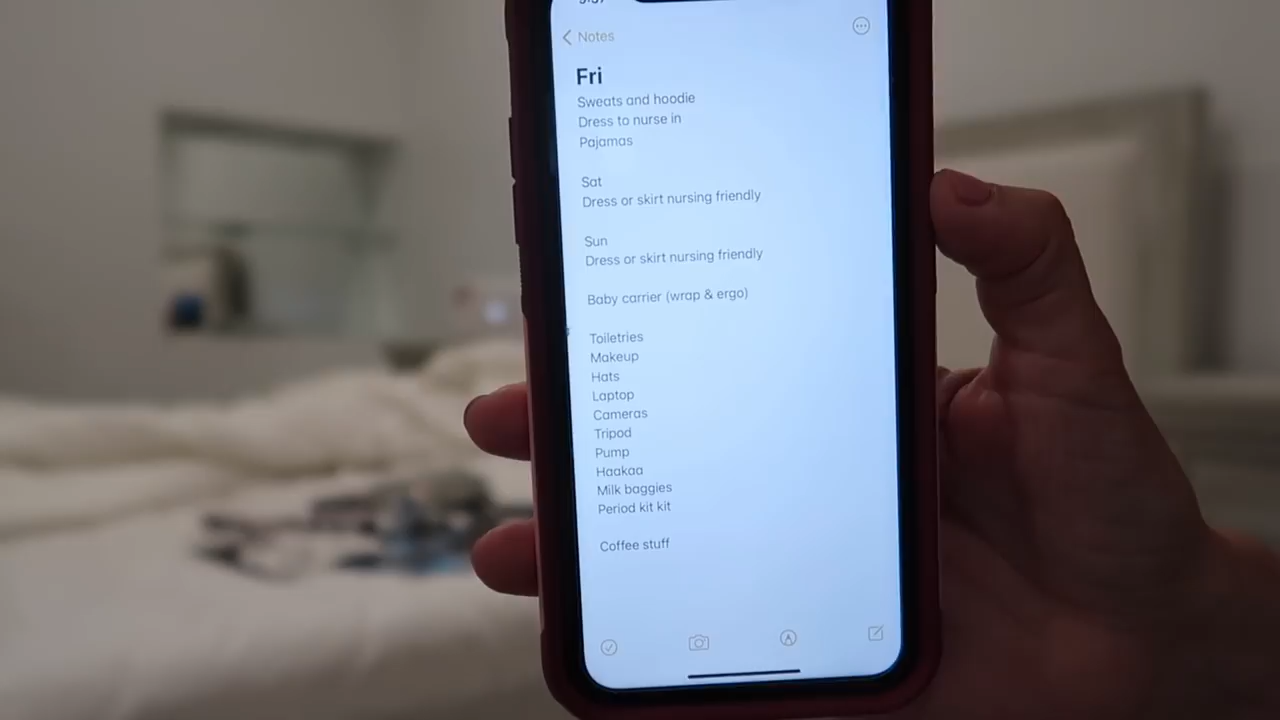 Notes
Fri
Sweats and hoodie
Dress to nurse in
Pajamas
Sat
Dress or skirt nursing friendly
Sun
Dress or skirt nursing friendly
Baby carrier (wrap & ergo)
Toiletries
Makeup
Hats
Laptop
Cameras
Tripod
Pump
Haakaa
Milk baggies
Period kit kit
Coffee stuff